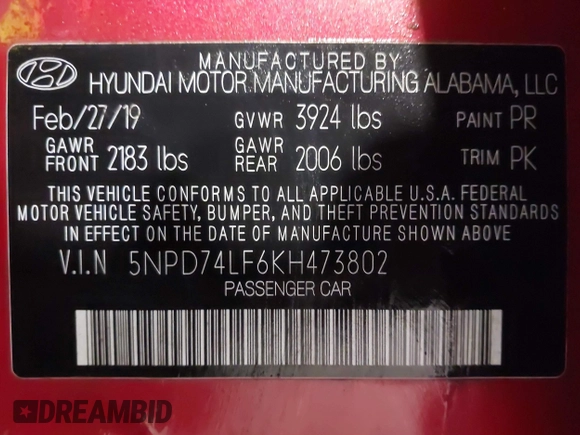 MANUFACTURED BY
HYUNDAI MOTOR MANUFACTURING ALABAMA, LLC
Feb/27/19 GVWR 3924 lbs PAINT PR
GAWR FRONT 2183 lbs GAWR REAR 2006 lbs TRIM PK
THIS VEHICLE CONFORMS TO ALL APPLICABLE U.S.A. FEDERAL
MOTOR VEHICLE SAFETY, BUMPER, AND THEFT PREVENTION STANDARDS
IN EFFECT ON THE DATE OF MANUFACTURE SHOWN ABOVE
V.I.N 5NPD74LF6KH473802
PASSENGER CAR
DREAMBID